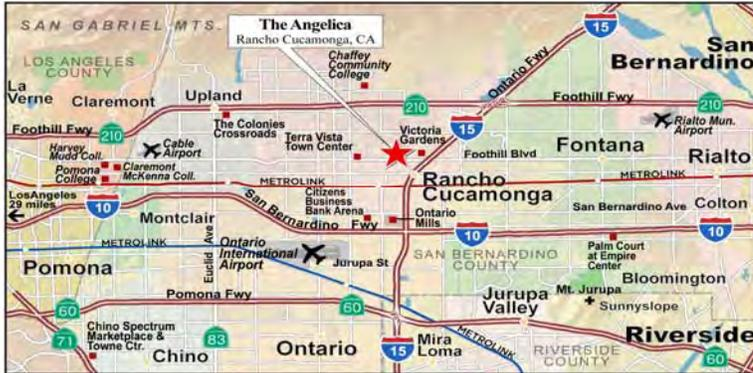 SAN GABRIEL MTS.
The Angelica
Rancho Cucamonga, CA
15
San
Bernardino
LOS ANGELES
COUNTY
Chaffey
Community
College
Ontario Fwy
La
Verne
Claremont
Upland
210
Foothill Fwy
210
Foothill Fwy
210
The Colonies
Crossroads
Terra Vista
Town Center
Victoria
Gardens
15
Rialto Mun.
Airport
Harvey
Mudd Coll.
Cable
Airport
Foothill Blvd
Fontana
Rialto
Pomona
College
Claremont
McKenna Coll.
METROLINK
Rancho
Cucamonga
METROLINK
LosAngeles
29 miles
10
Montclair
San Bernardino Fwy
Citizens
Business
Bank Arena
Ontario
Mills
San Bernardino Ave
Colton
10
10
METROLINK
Euclid Ave
Ontario
International
Airport
Jurupa St
SAN BERNARDINO
COUNTY
Palm Court
at Empire
Center
Pomona
Bloomington
Mt. Jurupa
Sunnyslope
Pomona Fwy
60
60
Jurupa
Valley
71
Chino Spectrum
Marketplace &
Towne Ctr.
83
Chino
Ontario
15
Mira
Loma
METROLINK
Riverside
RIVERSIDE
COUNTY
60